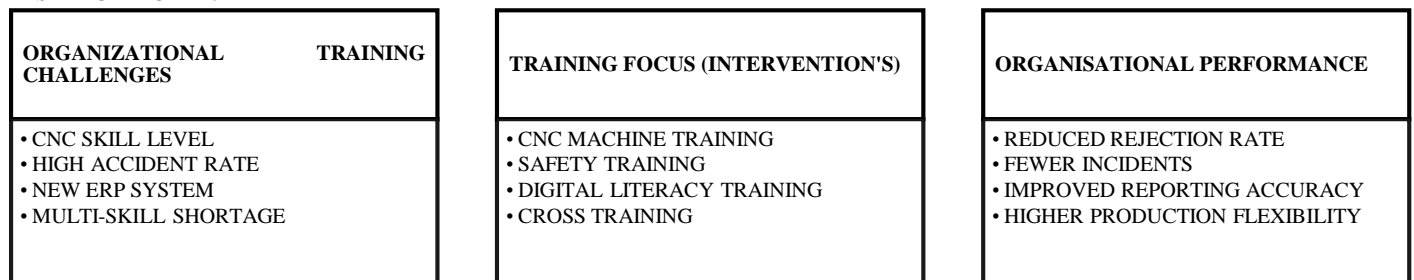 ORGANIZATIONAL TRAINING
CHALLENGES
• CNC SKILL LEVEL
• HIGH ACCIDENT RATE
• NEW ERP SYSTEM
• MULTI-SKILL SHORTAGE
TRAINING FOCUS (INTERVENTION'S)
• CNC MACHINE TRAINING
• SAFETY TRAINING
• DIGITAL LITERACY TRAINING
• CROSS TRAINING
ORGANISATIONAL PERFORMANCE
• REDUCED REJECTION RATE
• FEWER INCIDENTS
• IMPROVED REPORTING ACCURACY
• HIGHER PRODUCTION FLEXIBILITY